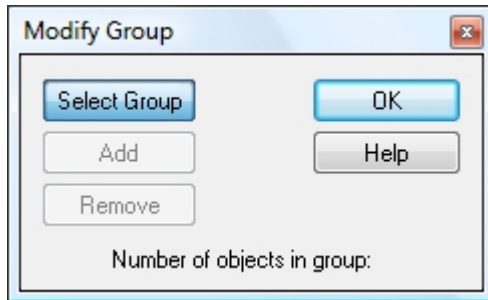 Modify Group
Select Group
OK
Add
Help
Remove
Number of objects in group: